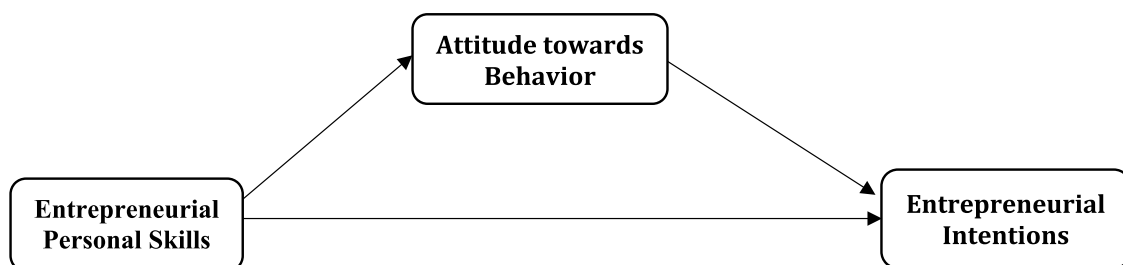 Attitude towards
Behavior
Entrepreneurial
Personal Skills
Entrepreneurial
Intentions